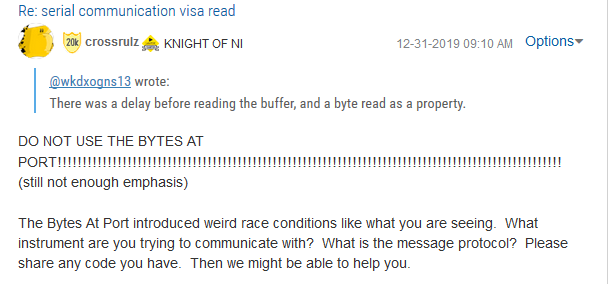 Re: serial communication visa read
20k crossrulz KNIGHT OF NI 12-31-2019 09:10 AM Options
@wkdxogns13 wrote:
There was a delay before reading the buffer, and a byte read as a property.
DO NOT USE THE BYTES AT
PORT!!!!!!!!!!!!!!!!!!!!!!!!!!!!!!!!!!!!!!!!!!!!!!!!!!!!!!!!!!!!!!!!!!!!!!!!!!!!!!!!!!!!!!!!!!!!!!!!!!!!
(still not enough emphasis)
The Bytes At Port introduced weird race conditions like what you are seeing.  What
instrument are you trying to communicate with?  What is the message protocol?  Please
share any code you have.  Then we might be able to help you.